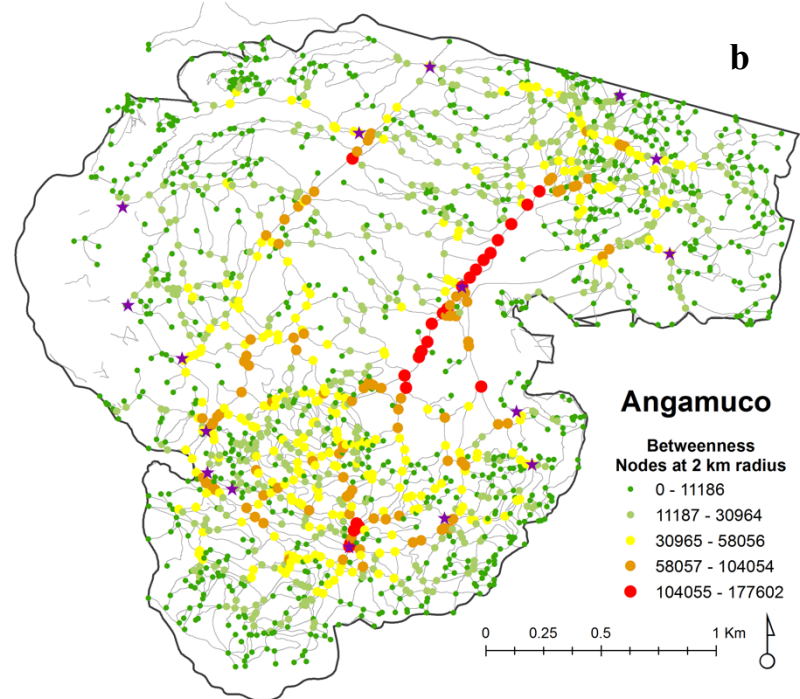 b
Angamuco
Betweenness
Nodes at 2 km radius
0 - 11186
11187 - 30964
30965 - 58056
58057 - 104054
104055 - 177602
0 0.25 0.5 1 Km